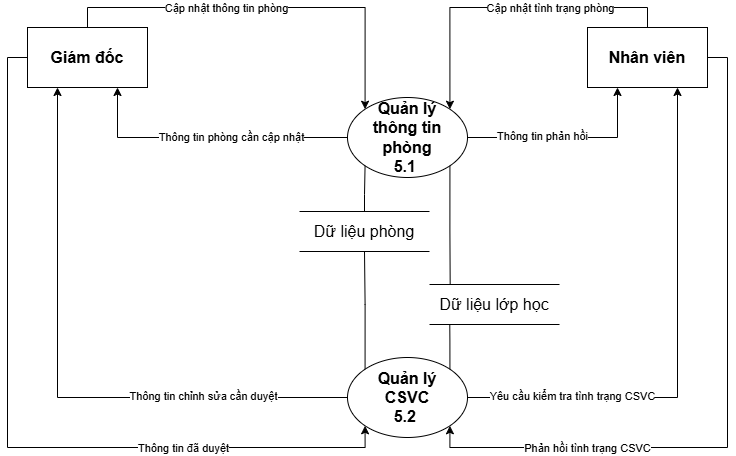 Cập nhật thông tin phòng
Cập nhật tình trạng phòng
Giám đốc
Nhân viên
Quản lý
thông tin
phòng
5.1
Thông tin phòng cần cập nhật
Thông tin phản hồi
Dữ liệu phòng
Dữ liệu lớp học
Quản lý
CSVC
5.2
Thông tin chỉnh sửa cần duyệt
Yêu cầu kiểm tra tình trạng CSVC
Thông tin đã duyệt
Phản hồi tình trạng CSVC